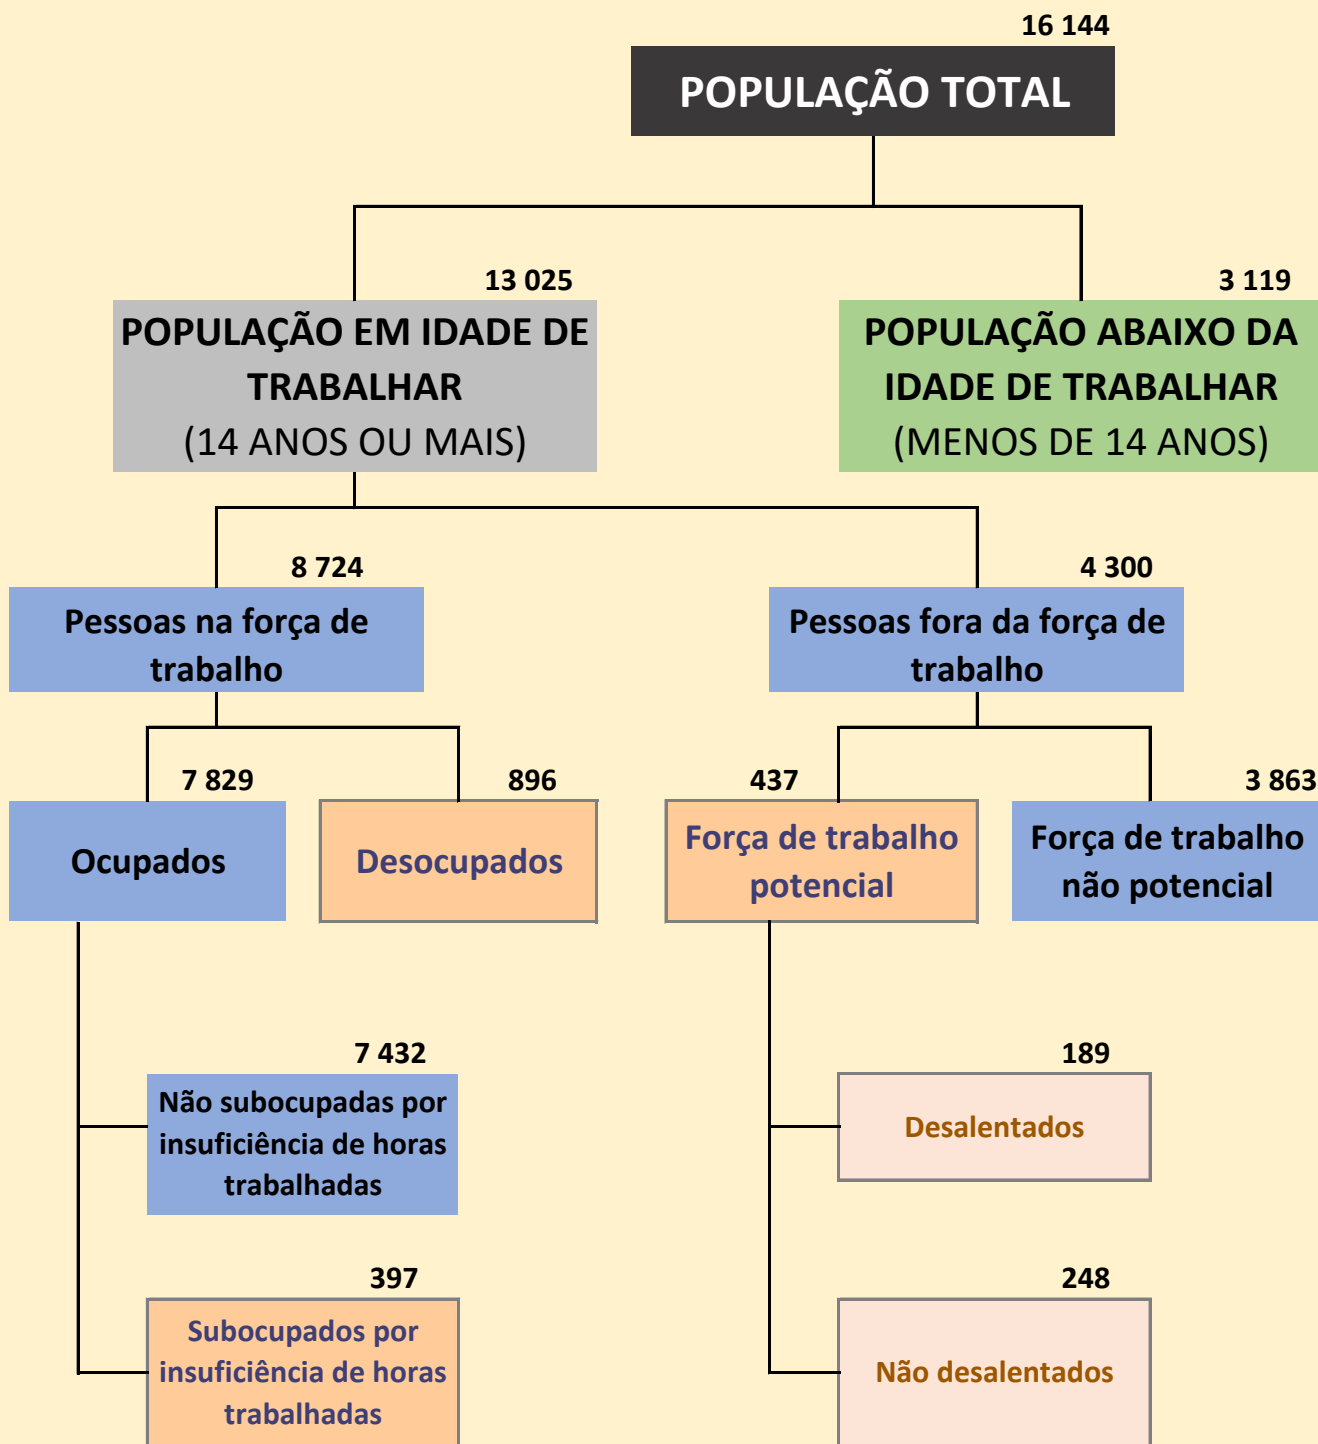 16 144
POPULAÇÃO TOTAL
13 025
POPULAÇÃO EM IDADE DE
TRABALHAR
(14 ANOS OU MAIS)
3 119
POPULAÇÃO ABAIXO DA
IDADE DE TRABALHAR
(MENOS DE 14 ANOS)
8 724
Pessoas na força de
trabalho
4 300
Pessoas fora da força de
trabalho
7 829
Ocupados
896
Desocupados
437
Força de trabalho
potencial
3 863
Força de trabalho
não potencial
7 432
Não subocupadas por
insuficiência de horas
trabalhadas
189
Desalentados
397
Subocupados por
insuficiência de horas
trabalhadas
248
Não desalentados